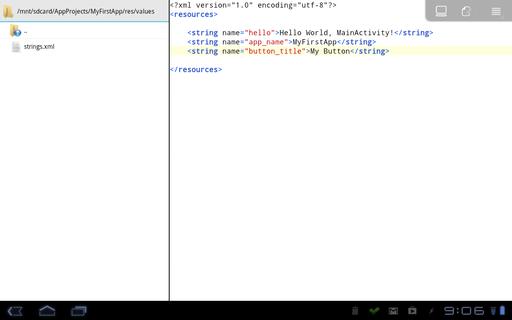 /mnt/sdcard/AppProjects/MyFirstApp/res/values
..
strings.xml
<?xml version="1.0" encoding="utf-8"?>
<resources>
<string name="hello">Hello World, MainActivity!</string>
<string name="app_name">MyFirstApp</string>
<string name="button_title">My Button</string>
</resources>
9:06